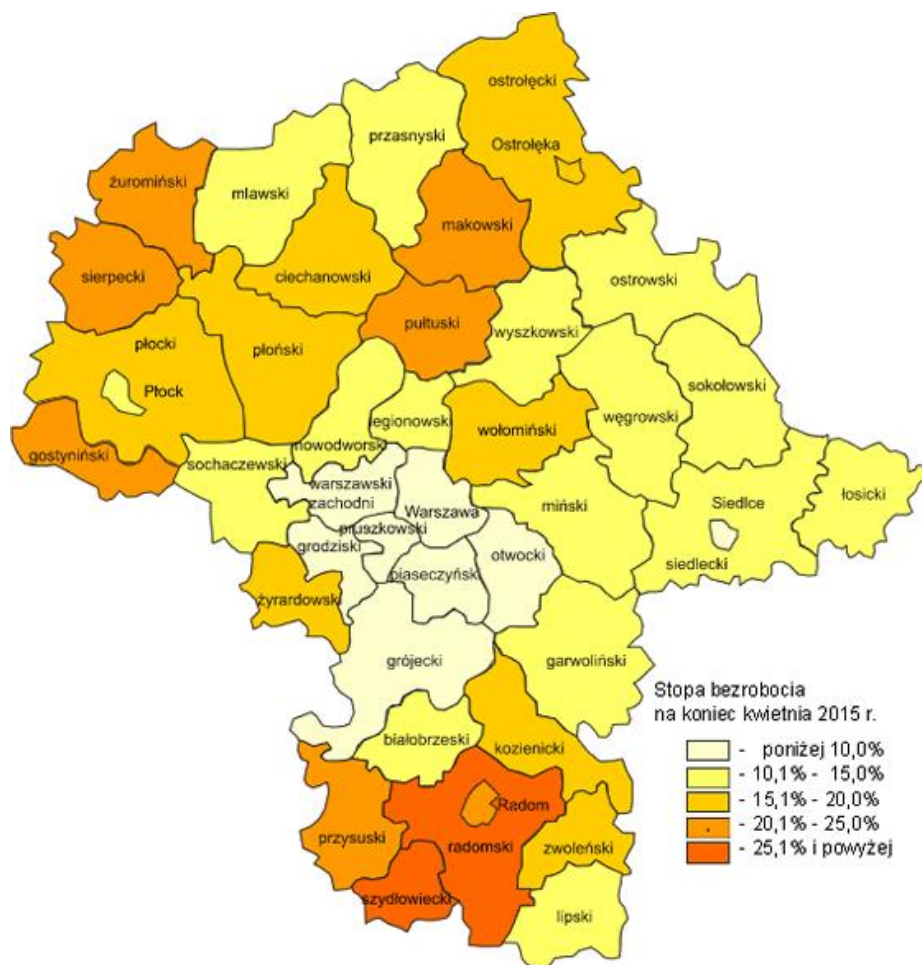 ostrołęcki
przasnyski
Ostrołęka
żuromiński
mlawski
makowski
sierpecki
ciechanowski
ostrowski
pułtuski
wyszkowski
płocki
płoński
sokołowski
Płock
legionowski
węgrowski
wołomiński
nowodworski
gostyniński
sochaczewski
warszawski
zachodni
Warszawa
miński
Siedlce
łosicki
pruszkowski
grodziski
otwocki
siedlecki
piaseczyński
żyrardowski
grójecki
garwoliński
Stopa bezrobocia
na koniec kwietnia 2015 r.
białobrzeski
kozienicki
- poniżej 10,0%
- 10,1% - 15,0%
- 15,1% - 20,0%
- 20,1% - 25,0%
- 25,1% i powyżej
Radom
przysuski
radomski
zwoleński
szydłowiecki
lipski